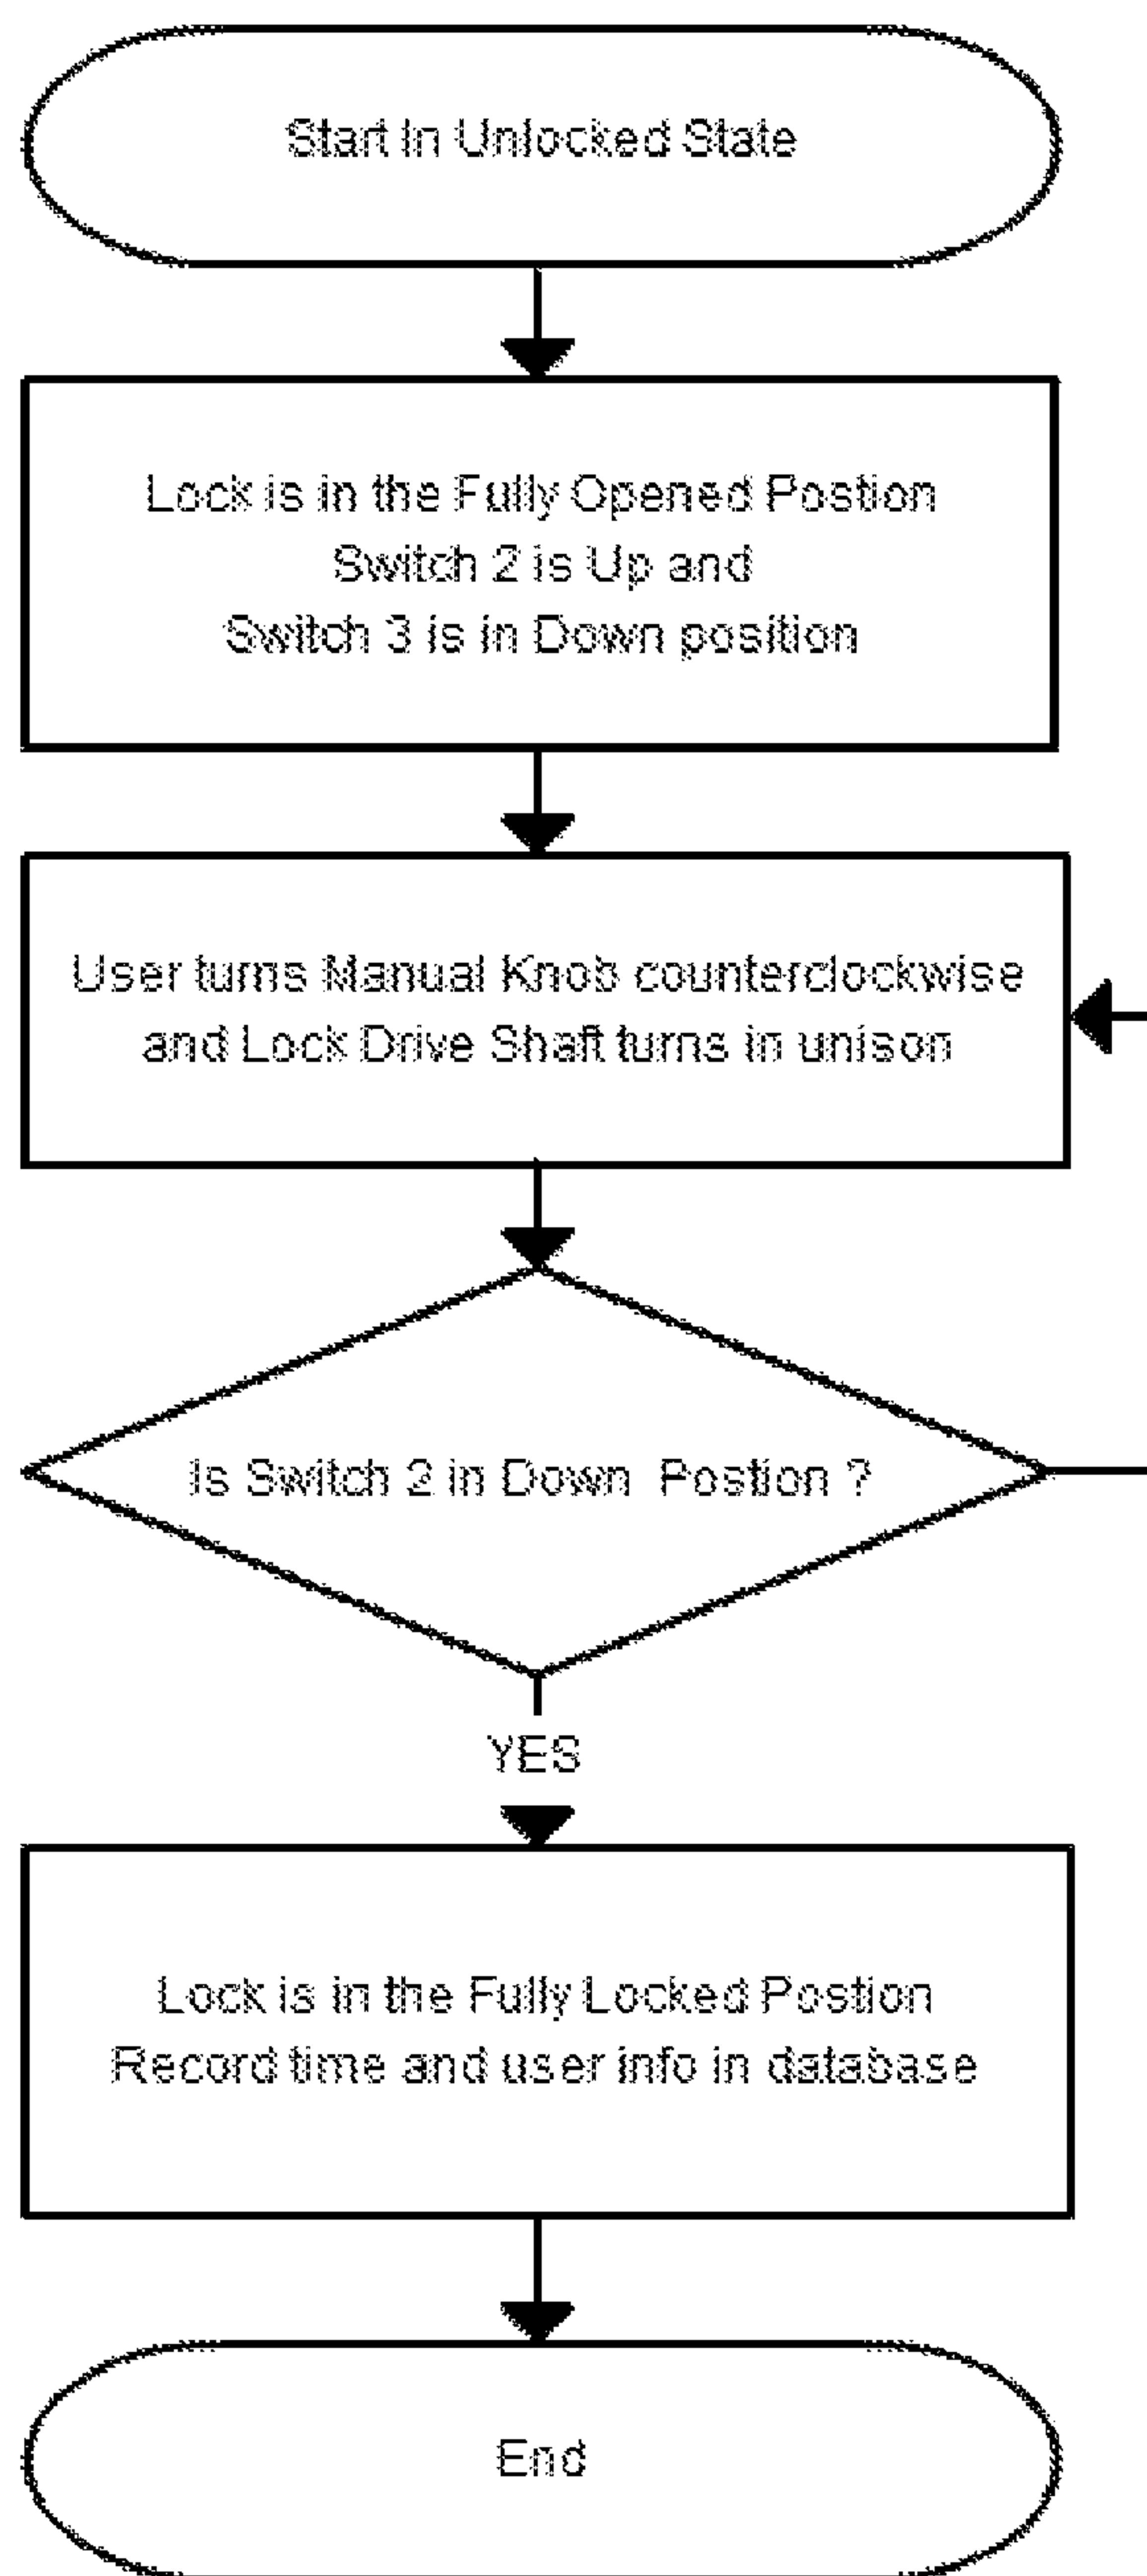 Start In Unlocked State
Lock is in the Fully Opened Postion
Switch 2 is Up and
Switch 3 is in Down position
User turns Manual Knob counterclockwise
and Lock Drive Shaft turns in unison
Is Switch 2 in Down Postion ?
YES
Lock is in the Fully Locked Postion
Record time and user info in database
End